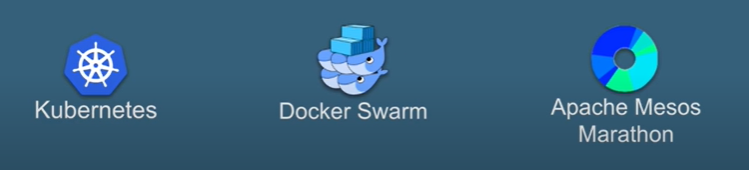 Kubernetes
Docker Swarm
Apache Mesos
Marathon